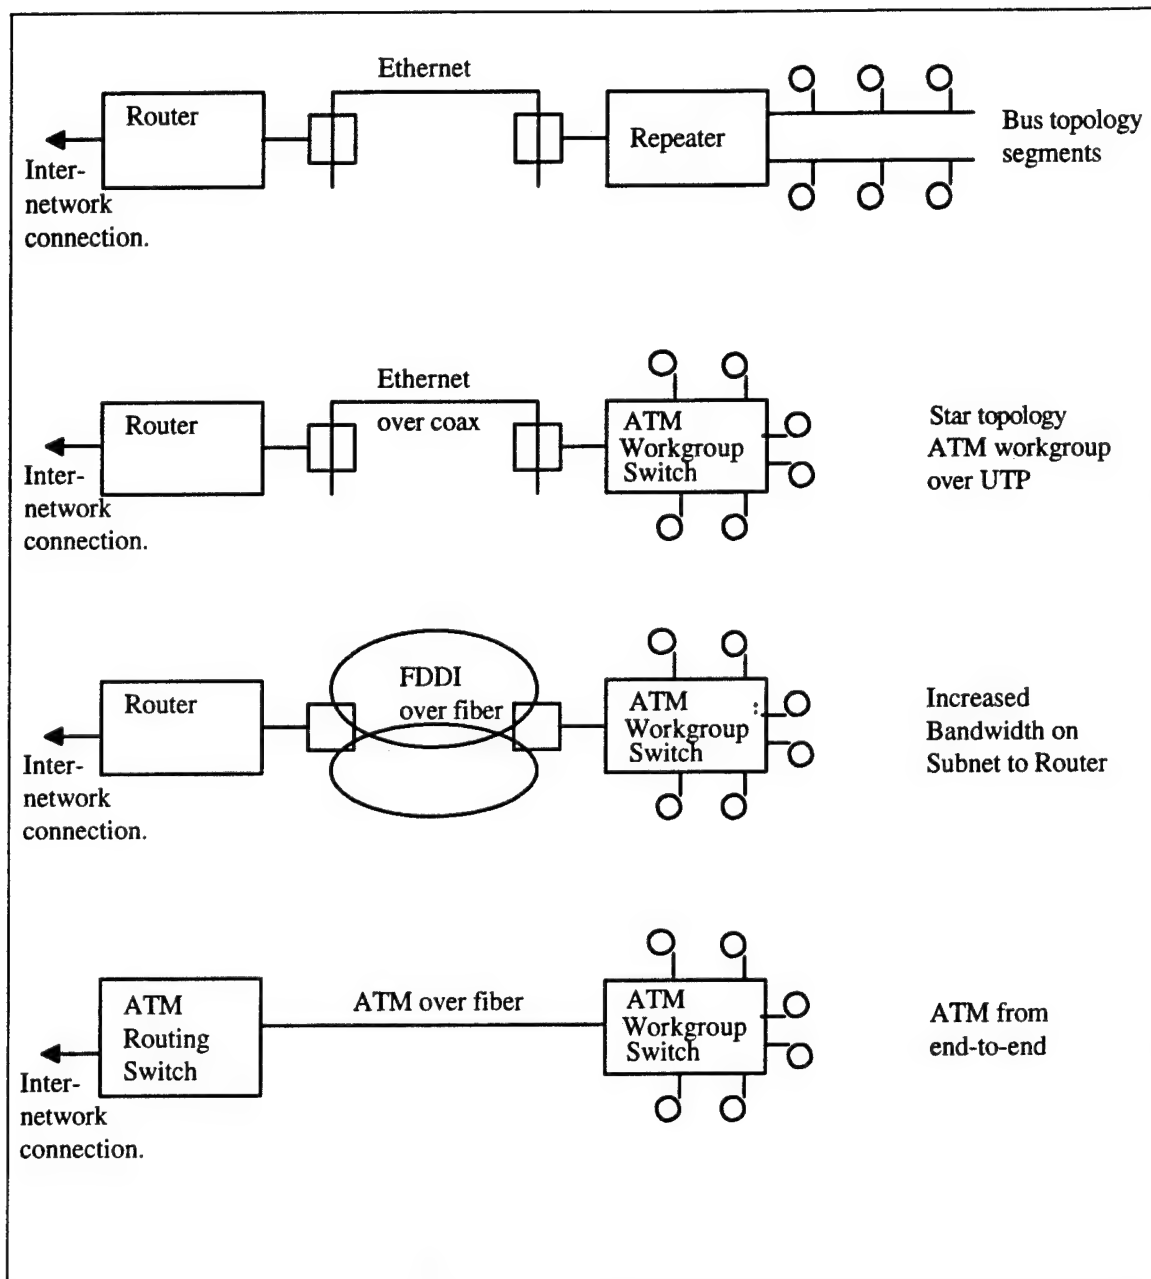 Ethernet
Router
Repeater
Bus topology
segments
Inter-
network
connection.
Ethernet
over coax
Router
ATM
Workgroup
Switch
Star topology
ATM workgroup
over UTP
Inter-
network
connection.
FDDI
over fiber
Router
ATM
Workgroup
Switch
Increased
Bandwidth on
Subnet to Router
Inter-
network
connection.
ATM
Routing
Switch
ATM over fiber
ATM
Workgroup
Switch
ATM from
end-to-end
Inter-
network
connection.